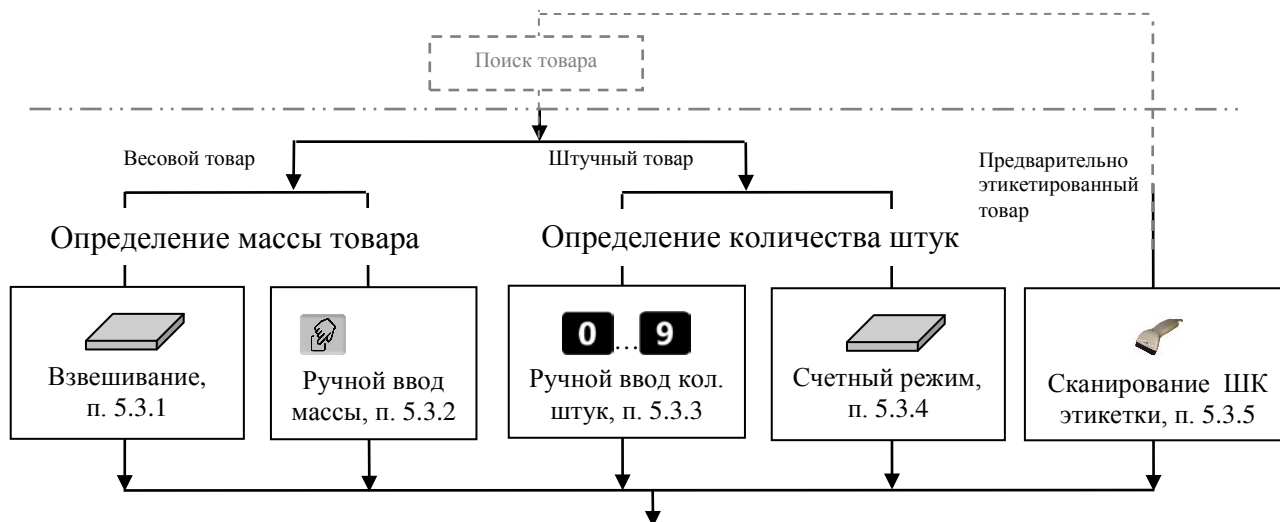 Поиск товара
Весовой товар
Штучный товар
Предварительно
этикетированный
товар
Определение массы товара
Определение количества штук
Взвешивание,
п. 5.3.1
Ручной ввод
массы, п. 5.3.2
0...9
Ручной ввод кол.
штук, п. 5.3.3
Счетный режим,
п. 5.3.4
Сканирование ШК
этикетки, п. 5.3.5